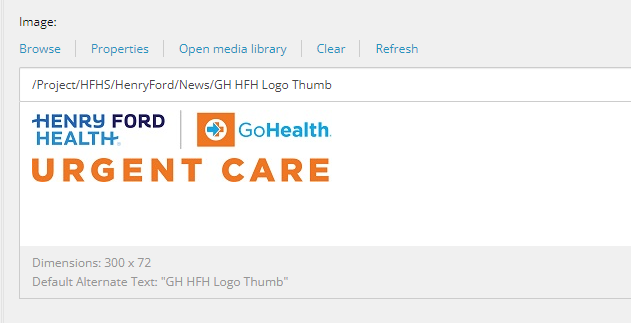 Image:
Browse Properties Open media library Clear Refresh
/Project/HFHS/HenryFord/News/GH HFH Logo Thumb
HENRY FORD
HEALTH®
GoHealth
URGENT CARE
Dimensions: 300 x 72
Default Alternate Text: "GH HFH Logo Thumb"